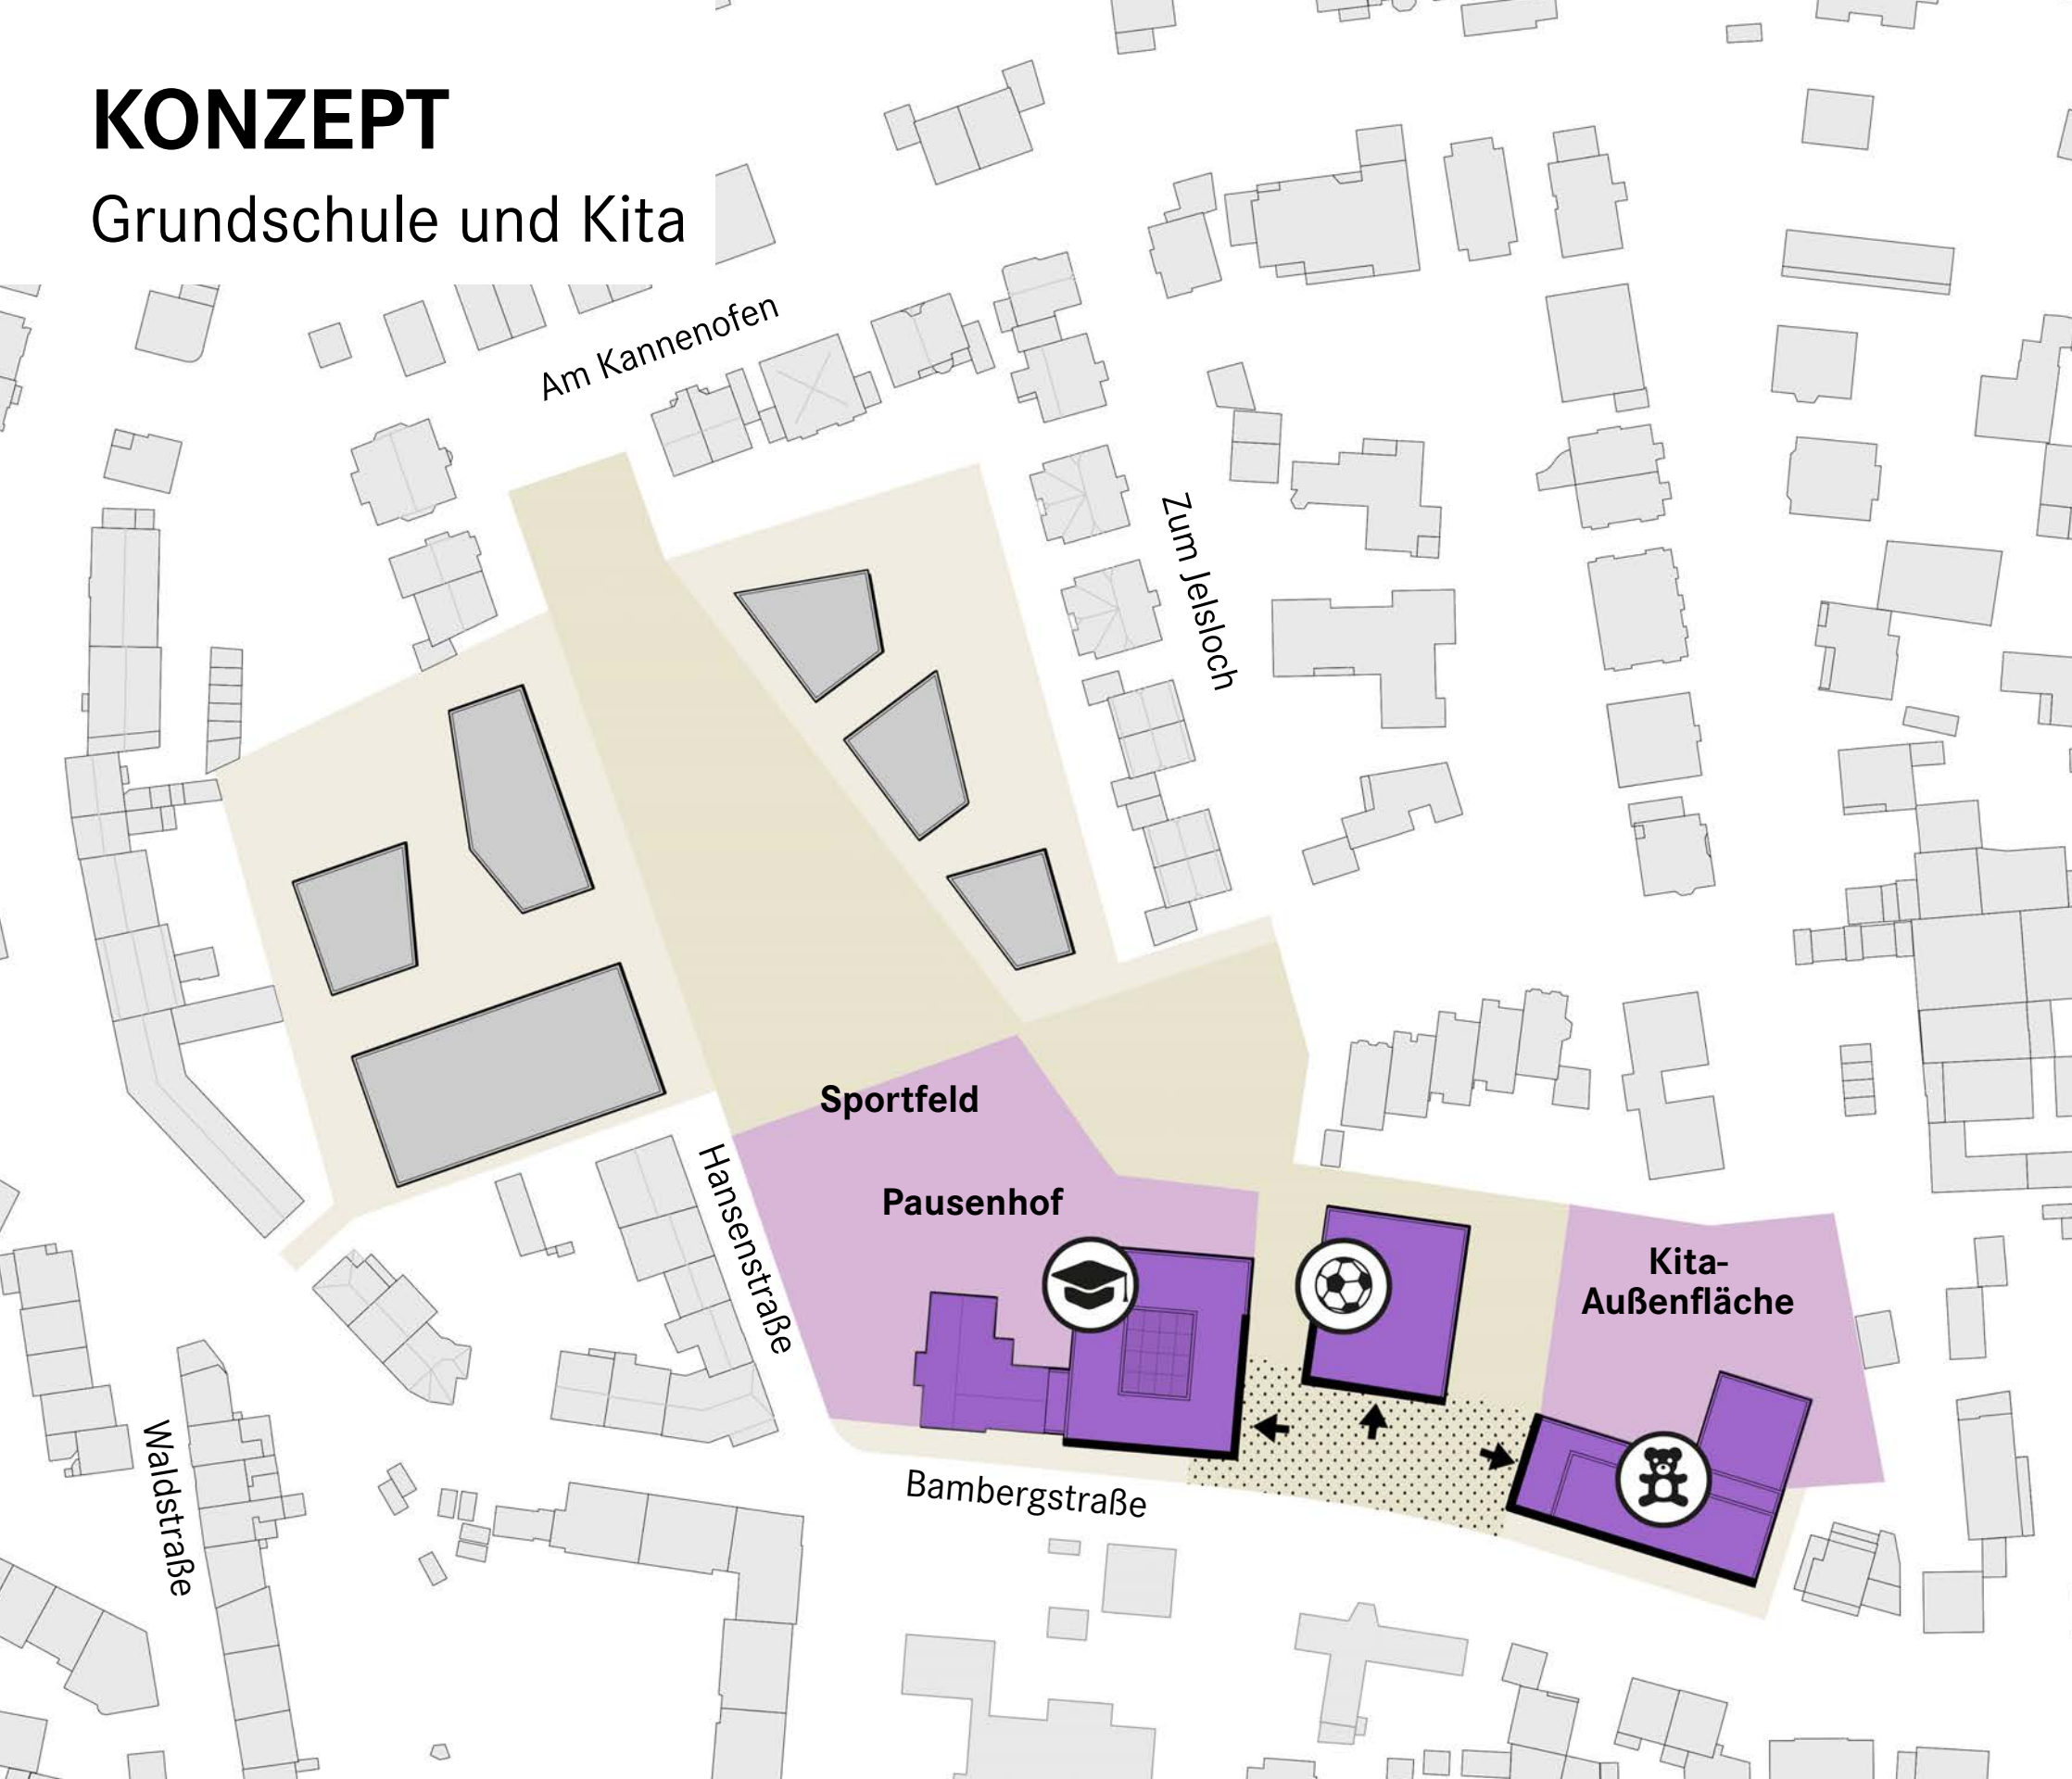 KONZEPT
Grundschule und Kita
Am Kannenofen
Zum Jelsloch
Sportfeld
Pausenhof
Hansenstraße
Kita-
Außenfläche
Waldstraße
Bambergstraße